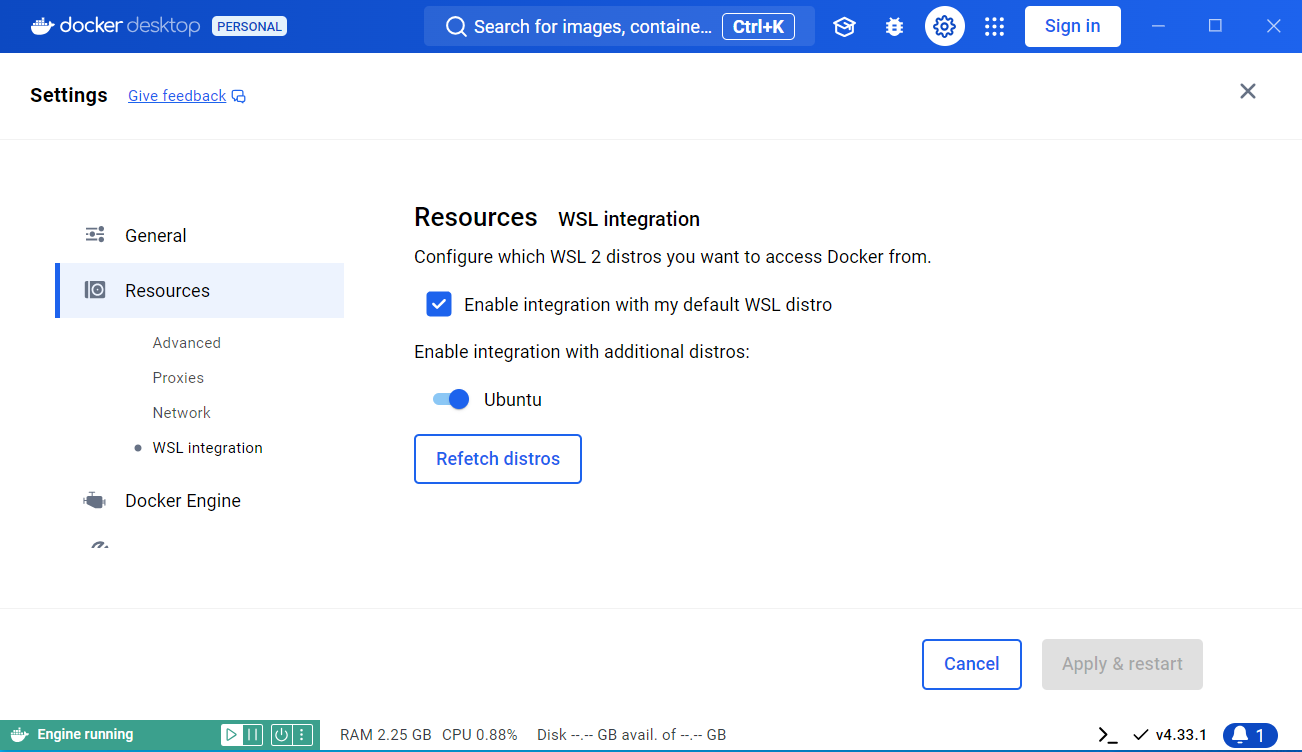 docker desktop PERSONAL Search for images, containe... Ctrl+K Sign in
Settings Give feedback
Resources WSL integration
General
Configure which WSL 2 distros you want to access Docker from.
Resources
Enable integration with my default WSL distro
Advanced
Enable integration with additional distros:
Proxies
Ubuntu
Network
WSL integration
Refetch distros
Docker Engine
Cancel Apply & restart
Engine running RAM 2.25 GB CPU 0.88% Disk --.-- GB avail. of --.-- GB v4.33.1 1